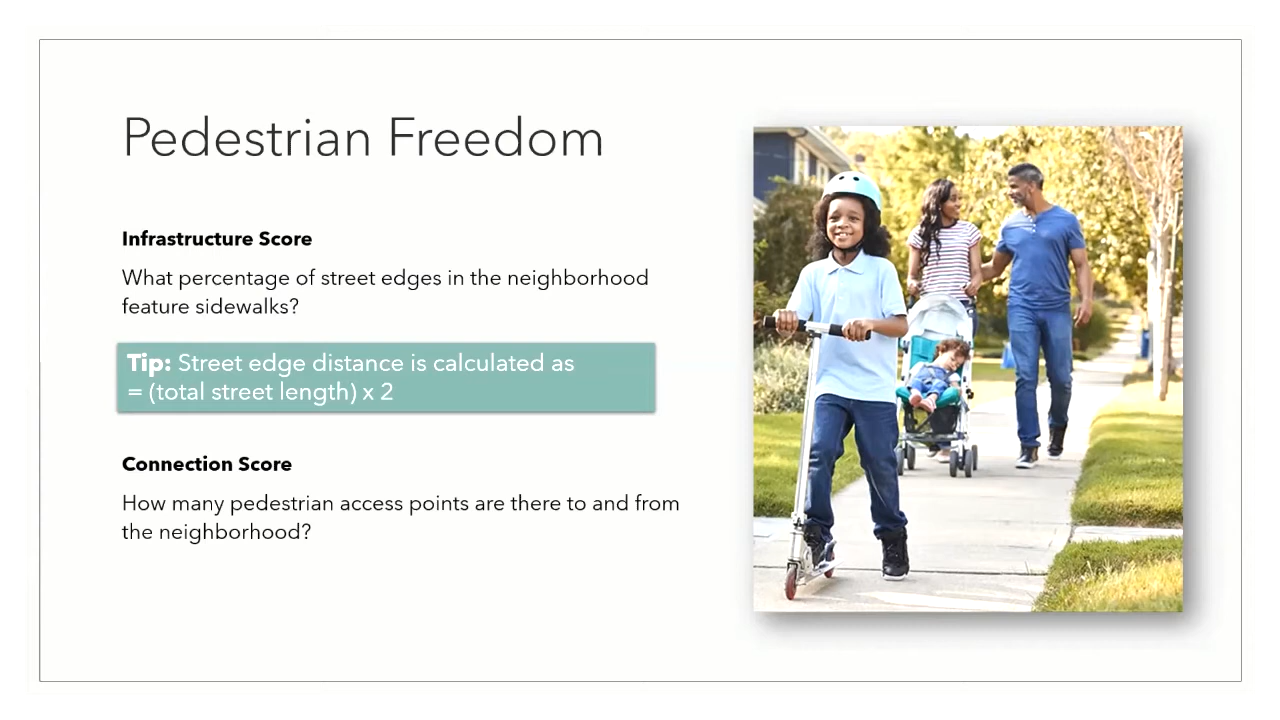 Pedestrian Freedom
Infrastructure Score
What percentage of street edges in the neighborhood
feature sidewalks?
Tip: Street edge distance is calculated as
= (total street length) x 2
Connection Score
How many pedestrian access points are there to and from
the neighborhood?